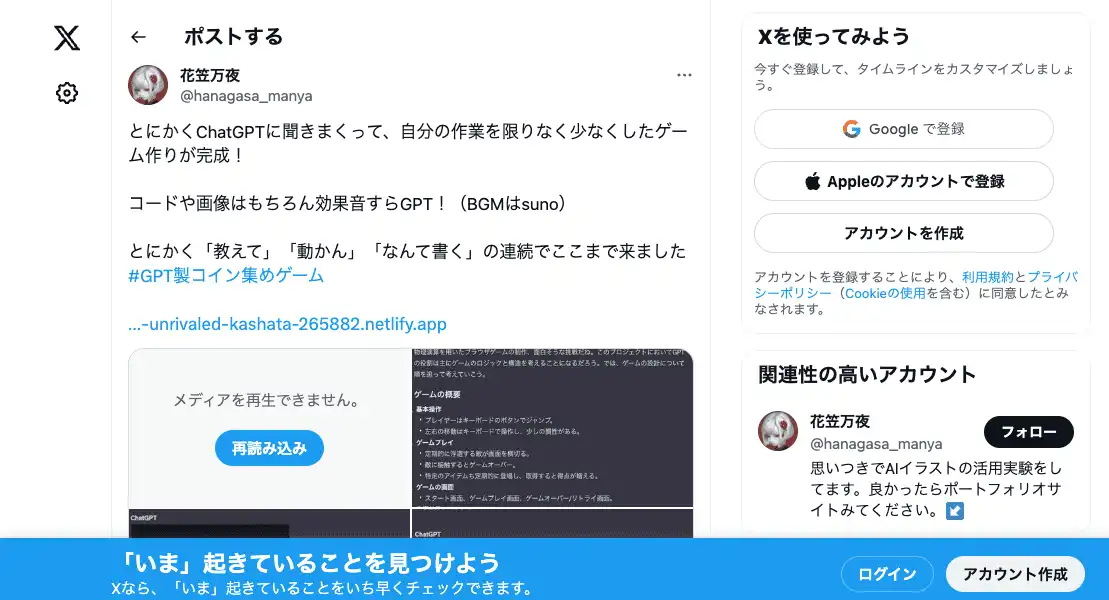 ポストする
花笠万夜
@hanagasa_manya
とにかくChatGPTに聞きまくって、自分の作業を限りなく少なくしたゲー
ム作りが完成！
コードや画像はもちろん効果音すらGPT！（BGMはsuno）
とにかく「教えて」「動かん」「なんて書く」の連続でここまで来ました
#GPT製コイン集めゲーム
...-unrivaled-kashata-265882.netlify.app
メディアを再生できません。
再読み込み
物理演算を用いたブラウザゲームの制作、面白そうな挑戦だね。このプロジェクトにおいてGPT
の役割は主にゲームのロジックと構造を考えることになるだろう。では、ゲームの設計について
順を追って考えていこう。
ゲームの概要
基本操作
・プレイヤーはキーボードのボタンでジャンプ。
・左右の移動はキーボードで操作し、少しの慣性がある。
ゲームプレイ
・定期的に浮遊する敵が画面を横切る。
・敵に接触するとゲームオーバー。
・特定のアイテムも定期的に登場し、取得すると得点が増える。
ゲームの画面
・スタート画面、ゲームプレイ画面、ゲームオーバー/リトライ画面。
ChatGPT
ChatGPT
Xを使ってみよう
今すぐ登録して、タイムラインをカスタマイズしましょ
う。
Google で登録
Appleのアカウントで登録
アカウントを作成
アカウントを登録することにより、利用規約とプライバ
シーポリシー（Cookieの使用を含む）に同意したとみ
なされます。
関連性の高いアカウント
花笠万夜
@hanagasa_manya
フォロー
思いつきでAIイラストの活用実験をし
てます。良かったらポートフォリオサ
イトみてください。↙️
「いま」起きていることを見つけよう
Xなら、「いま」起きていることをいち早くチェックできます。
ログイン
アカウント作成